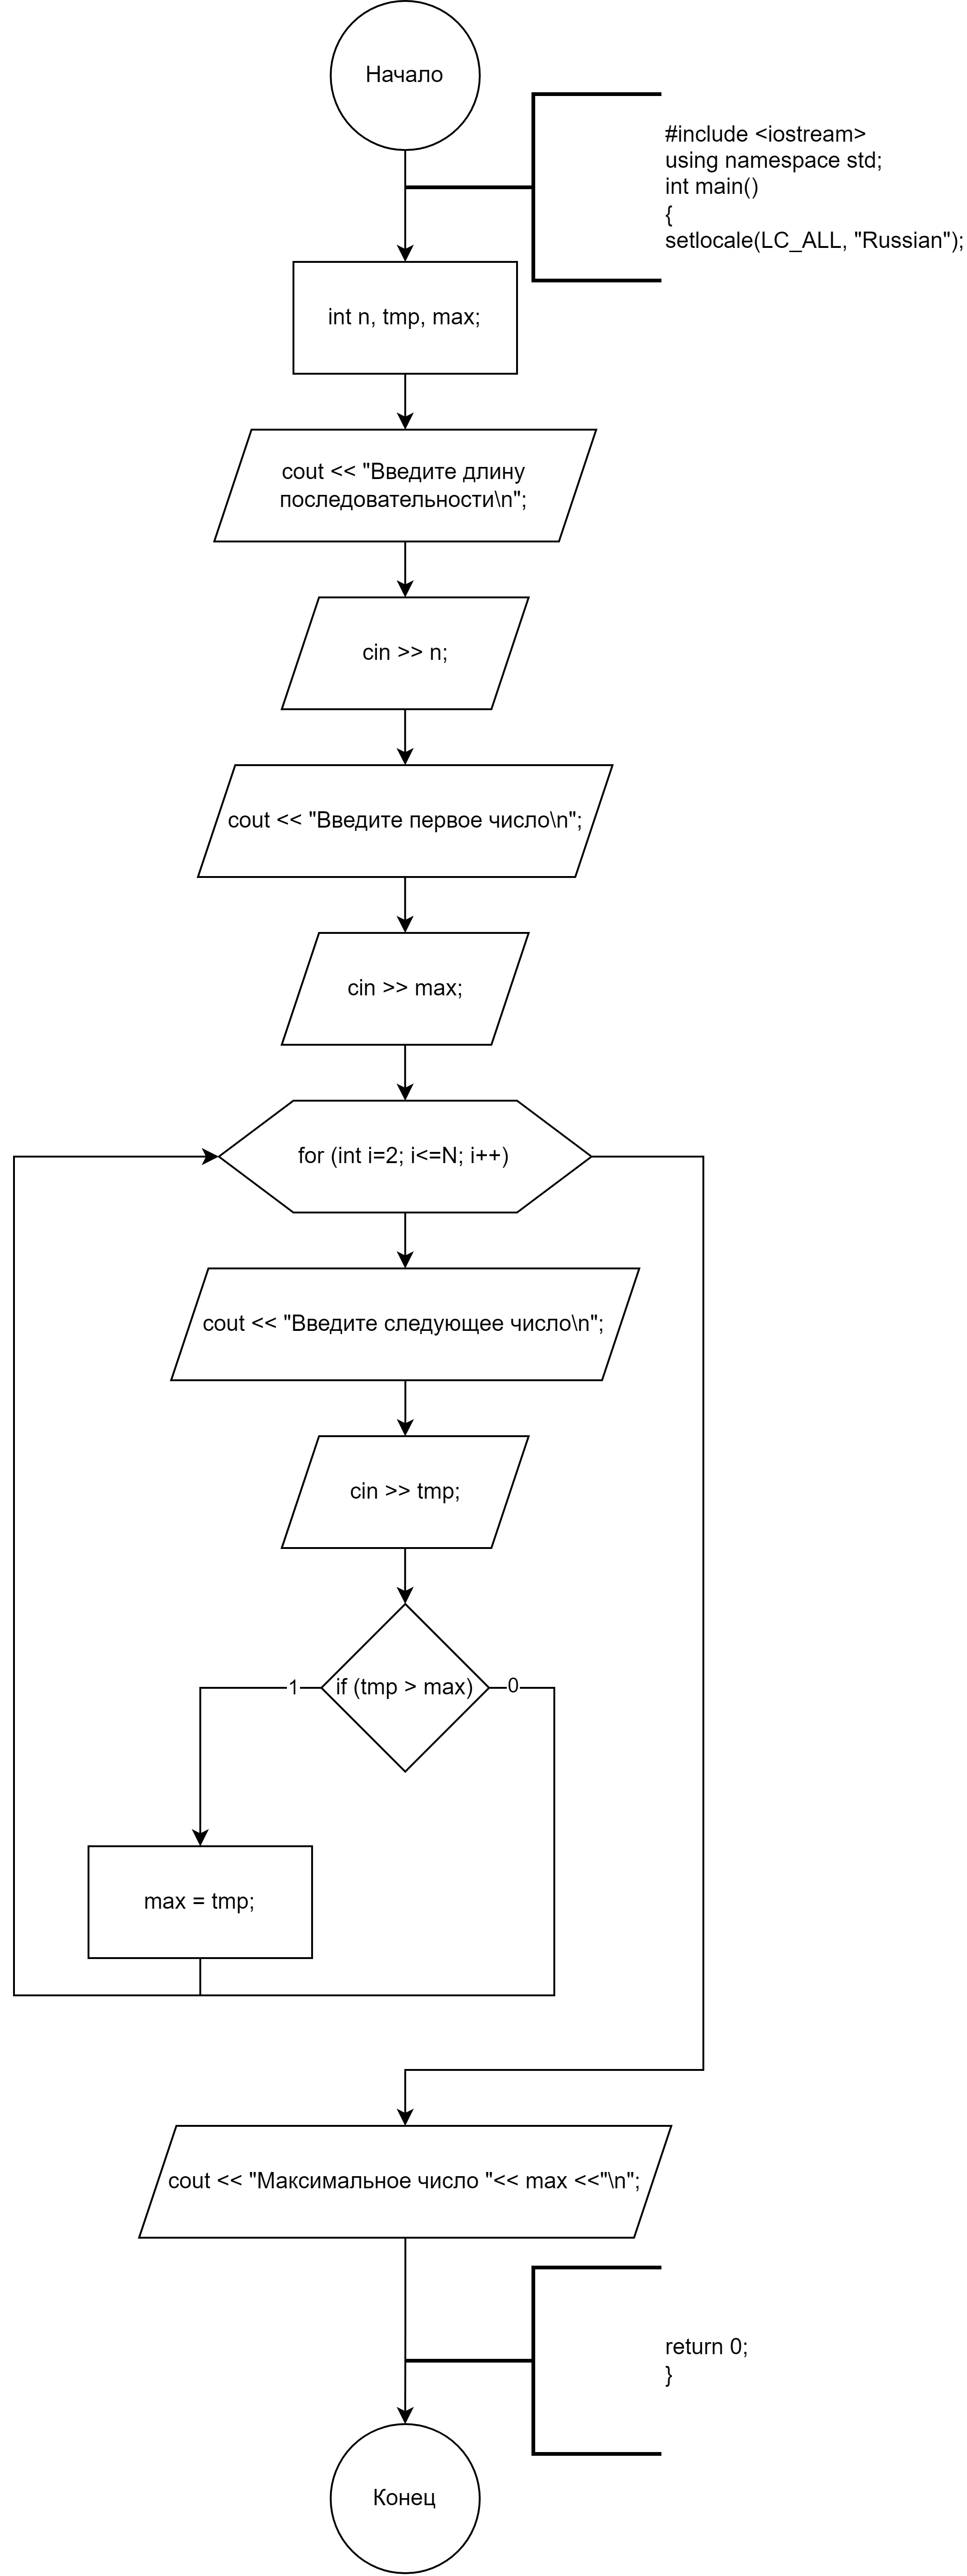 Начало
#include <iostream>
using namespace std;
int main()
{
setlocale(LC_ALL, "Russian");
int n, tmp, max;
cout << "Введите длину
последовательности\n";
cin >> n;
cout << "Введите первое число\n";
cin >> max;
for (int i=2; i<=N; i++)
cout << "Введите следующее число\n";
cin >> tmp;
if (tmp > max)
1
0
max = tmp;
cout << "Максимальное число "<< max <<"\n";
return 0;
}
Конец